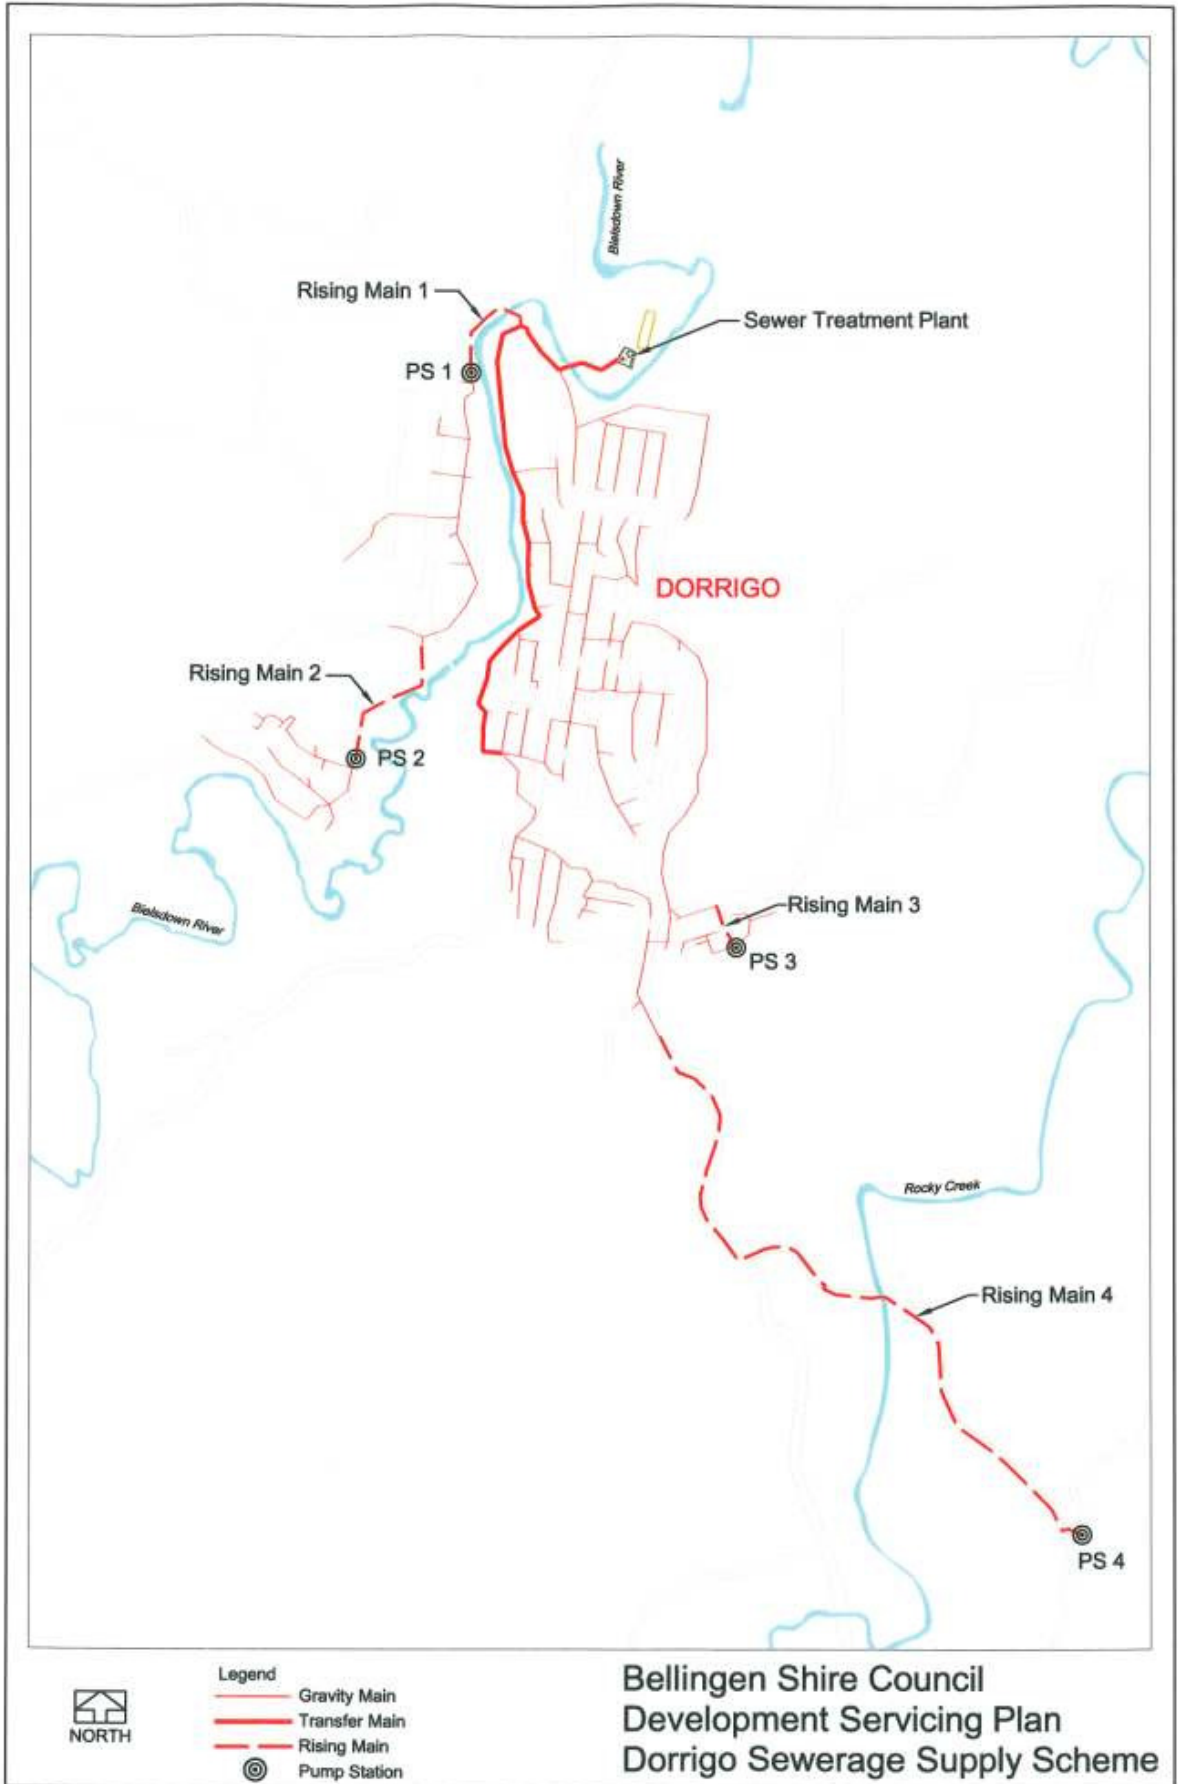 Bielsdown River
Rising Main 1
Sewer Treatment Plant
PS 1
DORRIGO
Rising Main 2
PS 2
Rising Main 3
Bielsdown River
PS 3
Rocky Creek
Rising Main 4
PS 4
NORTH
Legend
Gravity Main
Transfer Main
Rising Main
Pump Station
Bellingen Shire Council
Development Servicing Plan
Dorrigo Sewerage Supply Scheme